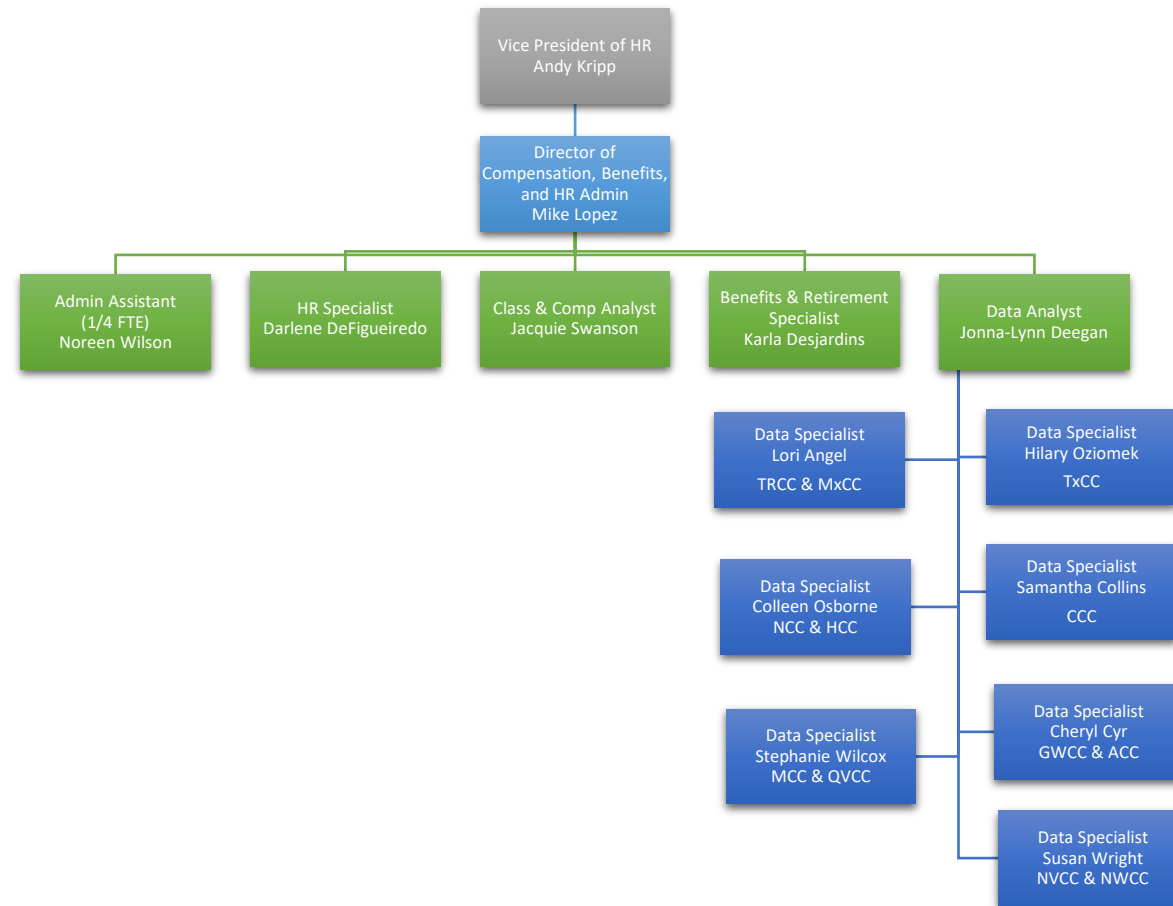 Vice President of HR
Andy Kripp
Director of
Compensation, Benefits,
and HR Admin
Mike Lopez
Admin Assistant
(1/4 FTE)
Noreen Wilson
HR Specialist
Darlene DeFigueiredo
Class & Comp Analyst
Jacquie Swanson
Benefits & Retirement
Specialist
Karla Desjardins
Data Analyst
Jonna-Lynn Deegan
Data Specialist
Lori Angel
TRCC & MxCC
Data Specialist
Hilary Oziomek
TxCC
Data Specialist
Colleen Osborne
NCC & HCC
Data Specialist
Samantha Collins
CCC
Data Specialist
Stephanie Wilcox
MCC & QVCC
Data Specialist
Cheryl Cyr
GWCC & ACC
Data Specialist
Susan Wright
NVCC & NWCC